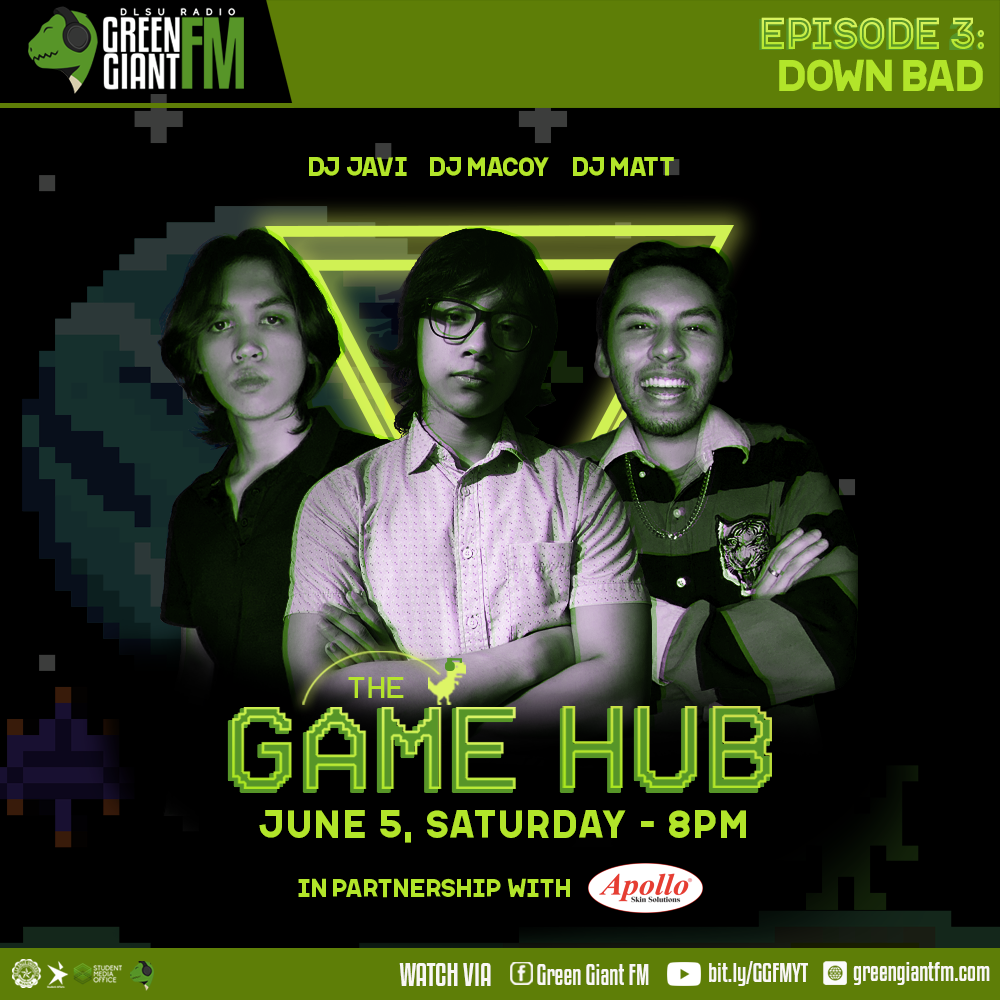 DLSU RADIO
GREEN
GIANT FM
EPISODE 3:
DOWN BAD
DJ JAVI DJ MACOY DJ MATT
THE
GAME HUB
JUNE 5, SATURDAY - 8PM
IN PARTNERSHIP WITH Apollo®
Skin Solutions
STUDENT
MEDIA
OFFICE
WATCH VIA Green Giant FM bit.ly/GGFMYT greengiantfm.com